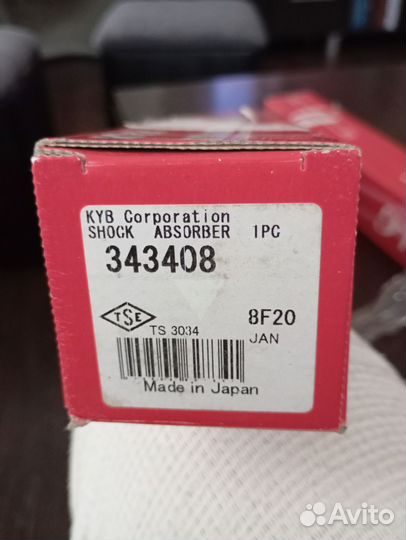 KYB Corporation
SHOCK ABSORBER 1PC
343408
TSE
8F20
TS 3034
JAN
Made in Japan
Avito